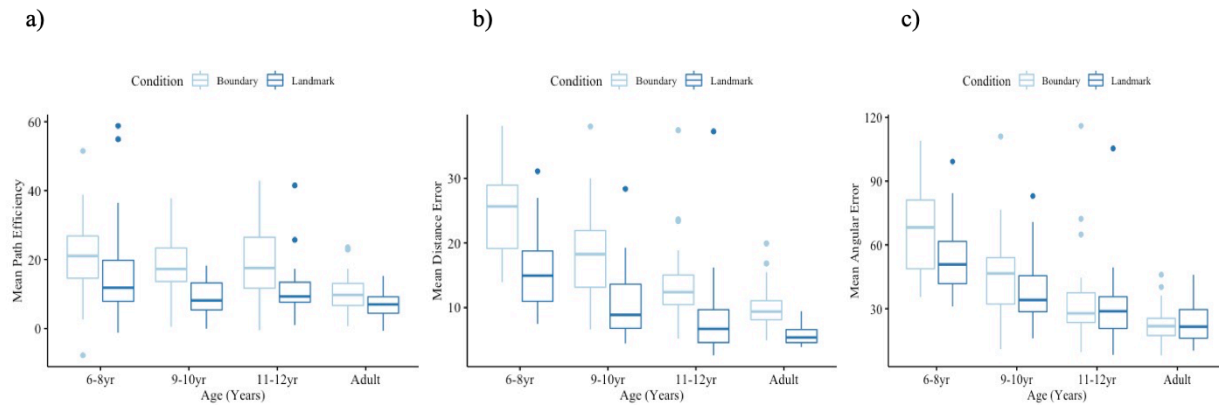 a)
Condition Boundary Landmark
Mean Path Efficiency
60
40
20
0
6-8yr 9-10yr 11-12yr Adult
Age (Years)
b)
Condition Boundary Landmark
Mean Distance Error
30
20
10
6-8yr 9-10yr 11-12yr Adult
Age (Years)
c)
Condition Boundary Landmark
Mean Angular Error
120
90
60
30
6-8yr 9-10yr 11-12yr Adult
Age (Years)